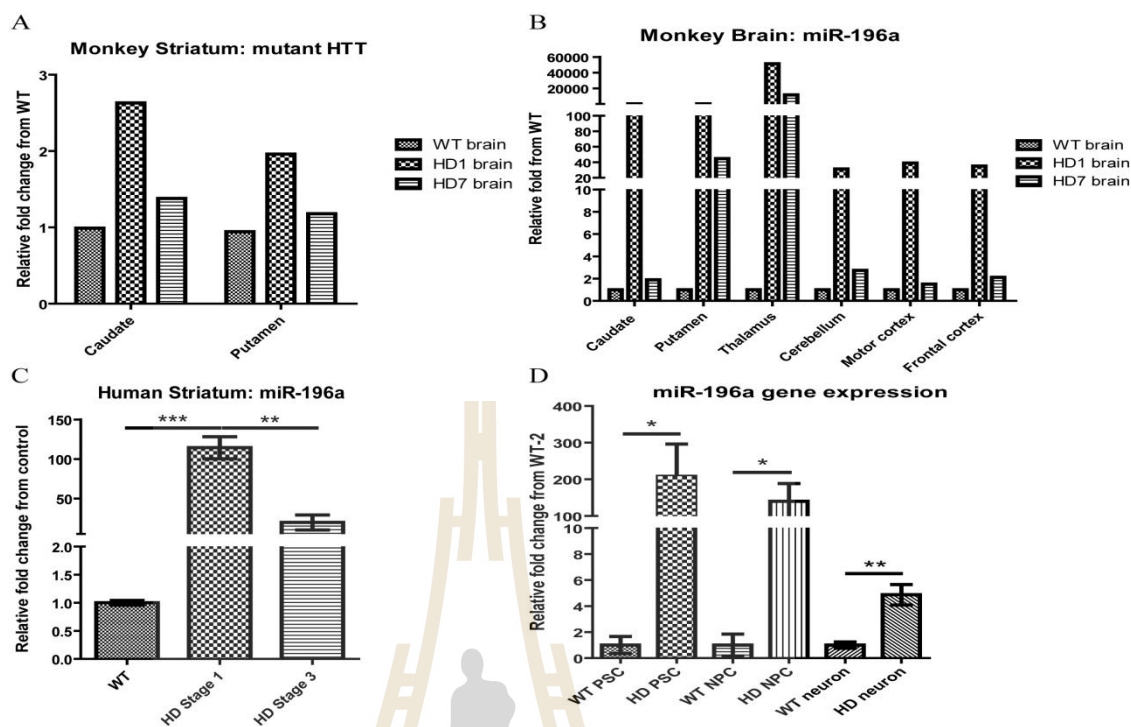 A
Monkey Striatum: mutant HTT
Relative fold change from WT
3
2
1
0
Caudate
Putamen
WT brain
HD1 brain
HD7 brain
B
Monkey Brain: miR-196a
Relative fold from WT
60000
40000
20000
100
80
60
40
20
10
8
6
4
2
0
Caudate
Putamen
Thalamus
Cerebellum
Motor cortex
Frontal cortex
WT brain
HD1 brain
HD7 brain
C
Human Striatum: miR-196a
Relative fold change from control
150
100
50
2.0
1.5
1.0
0.5
0.0
*** **
WT
HD Stage 1
HD Stage 3
D
miR-196a gene expression
Relative fold change from WT-2
400
300
200
100
10
8
6
4
2
0
*
*
**
WT PSC
HD PSC
WT NPC
HD NPC
WT neuron
HD neuron